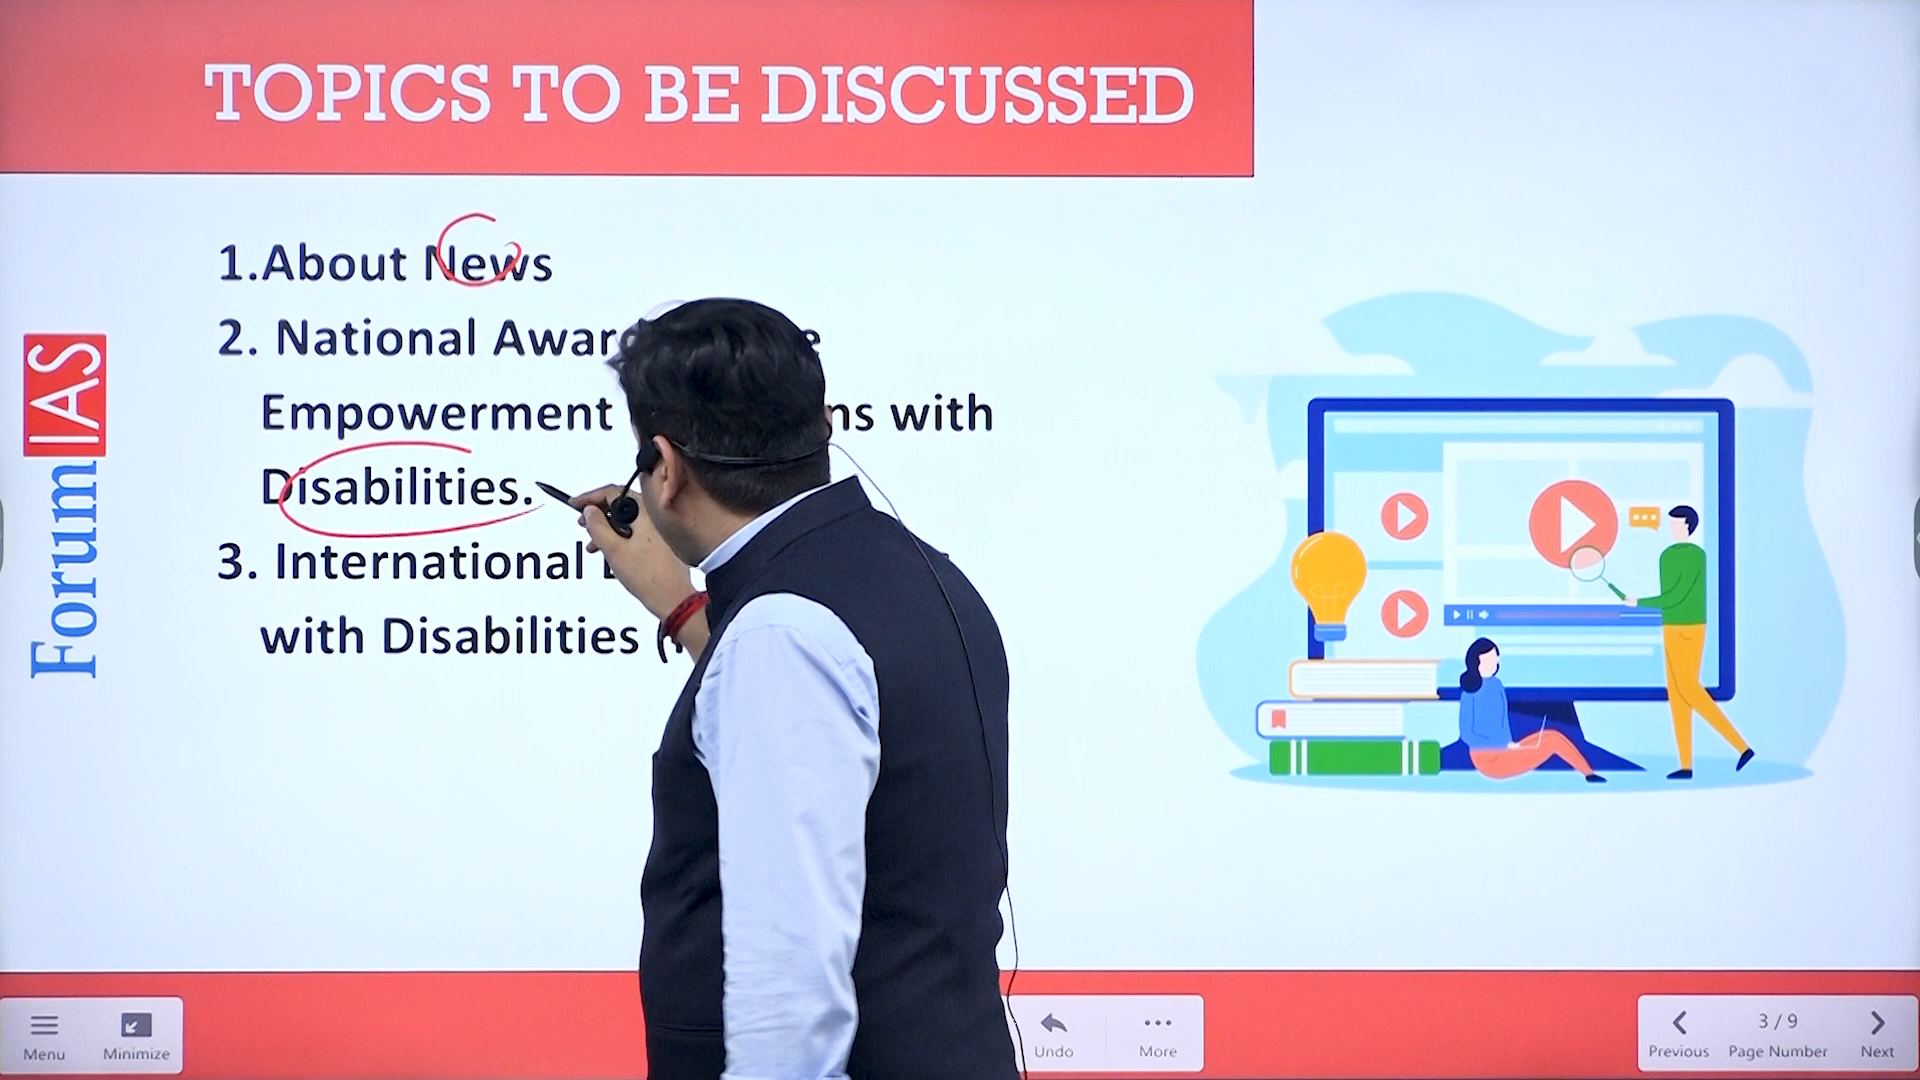 TOPICS TO BE DISCUSSED
1.About News
2. National Awar e
Empowerment ns with
Disabilities.
3. International
with Disabilities (
Forum IAS
Menu
Minimize
Undo
More
Previous
3 / 9
Page Number
Next